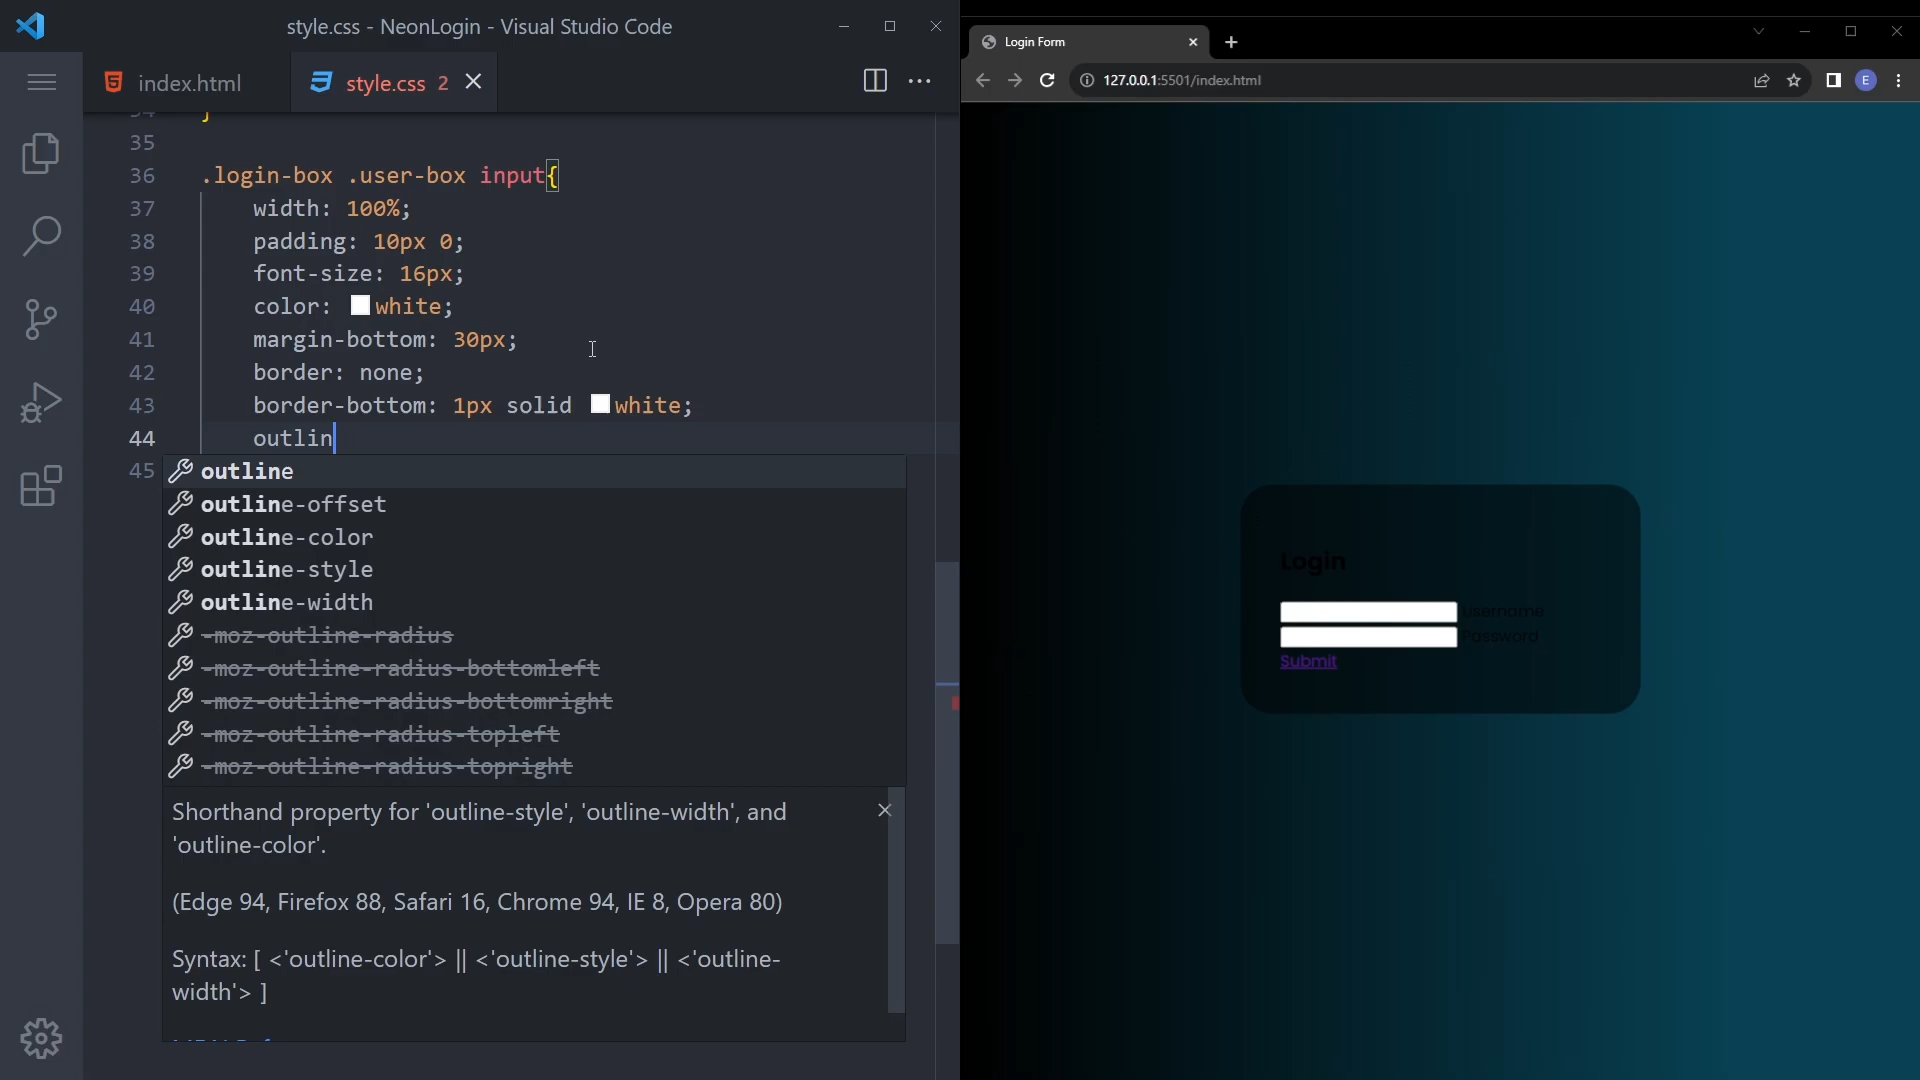 style.css - NeonLogin - Visual Studio Code
index.html
style.css 2
35
36 .login-box .user-box input{
37 width: 100%;
38 padding: 10px 0;
39 font-size: 16px;
40 color: white;
41 margin-bottom: 30px;
42 border: none;
43 border-bottom: 1px solid white;
44 outlin
45
outline
outline-offset
outline-color
outline-style
outline-width
-moz-outline-radius
-moz-outline-radius-bottomleft
-moz-outline-radius-bottomright
-moz-outline-radius-topleft
-moz-outline-radius-topright
Shorthand property for 'outline-style', 'outline-width', and
'outline-color'.
(Edge 94, Firefox 88, Safari 16, Chrome 94, IE 8, Opera 80)
Syntax: [ <'outline-color'> || <'outline-style'> || <'outline-
width'> ]
Login Form
127.0.0.1:5501/index.html
E
Login
Username
Password
Submit